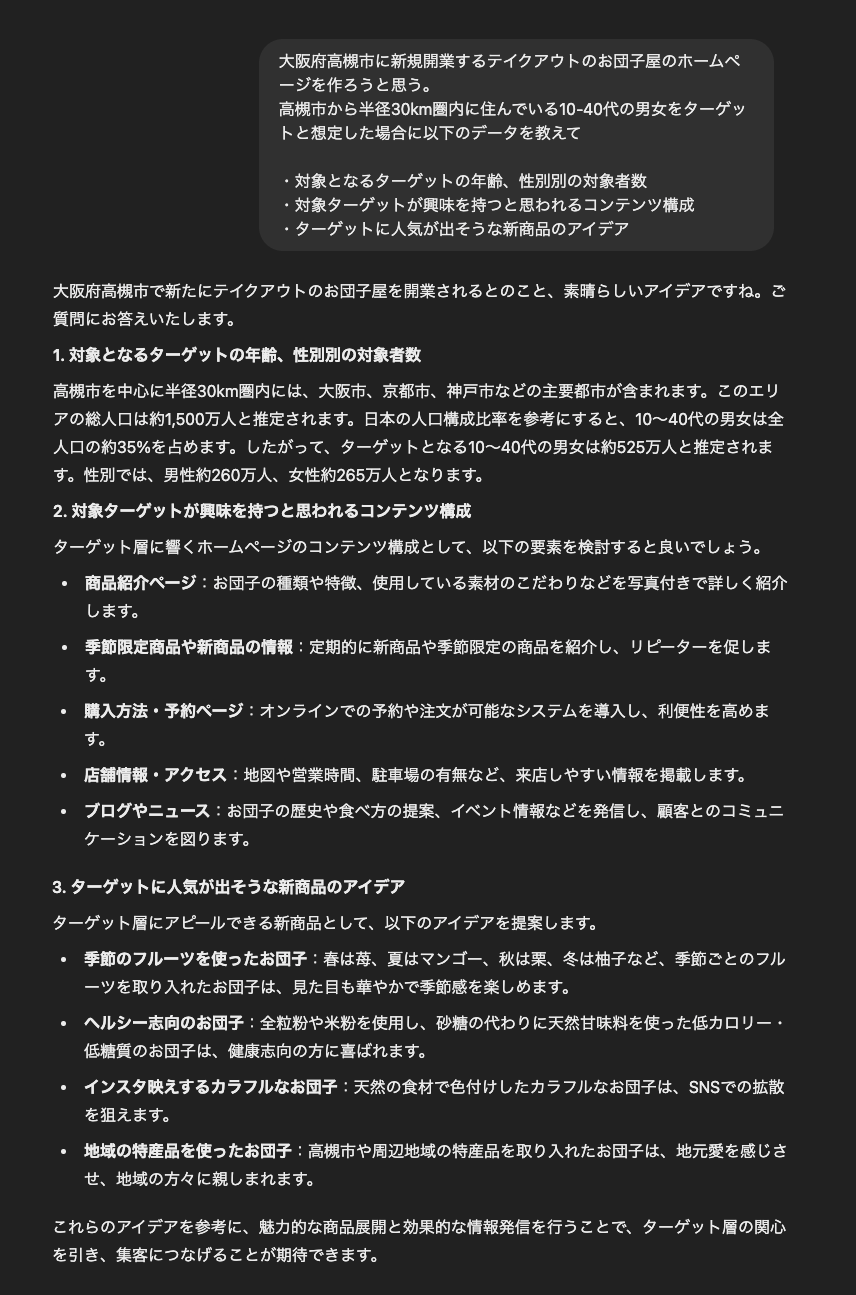 大阪府高槻市に新規開業するテイクアウトのお団子屋のホームペ
ージを作ろうと思う。
高槻市から半径30km圏内に住んでいる10-40代の男女をターゲッ
トと想定した場合に以下のデータを教えて
・対象となるターゲットの年齢、性別別の対象者数
・対象ターゲットが興味を持つと思われるコンテンツ構成
・ターゲットに人気が出そうな新商品のアイデア
大阪府高槻市で新たにテイクアウトのお団子屋を開業されるとのこと、素晴らしいアイデアですね。ご
質問にお答えいたします。
1. 対象となるターゲットの年齢、性別別の対象者数
高槻市を中心に半径30km圏内には、大阪市、京都市、神戸市などの主要都市が含まれます。このエリ
アの総人口は約1,500万人と推定されます。日本の人口構成比率を参考にすると、10〜40代の男女は全
人口の約35%を占めます。したがって、ターゲットとなる10〜40代の男女は約525万人と推定されま
す。性別では、男性約260万人、女性約265万人となります。
2. 対象ターゲットが興味を持つと思われるコンテンツ構成
ターゲット層に響くホームページのコンテンツ構成として、以下の要素を検討すると良いでしょう。
• 商品紹介ページ：お団子の種類や特徴、使用している素材のこだわりなどを写真付きで詳しく紹介
します。
• 季節限定商品や新商品の情報：定期的に新商品や季節限定の商品を紹介し、リピーターを促しま
す。
• 購入方法・予約ページ：オンラインでの予約や注文が可能なシステムを導入し、利便性を高めま
す。
• 店舗情報・アクセス：地図や営業時間、駐車場の有無など、来店しやすい情報を掲載します。
• ブログやニュース：お団子の歴史や食べ方の提案、イベント情報などを発信し、顧客とのコミュニ
ケーションを図ります。
3. ターゲットに人気が出そうな新商品のアイデア
ターゲット層にアピールできる新商品として、以下のアイデアを提案します。
• 季節のフルーツを使ったお団子：春は苺、夏はマンゴー、秋は栗、冬は柚子など、季節ごとのフル
ーツを取り入れたお団子は、見た目も華やかで季節感を楽しめます。
• ヘルシー志向のお団子：全粒粉や米粉を使用し、砂糖の代わりに天然甘味料を使った低カロリー・
低糖質のお団子は、健康志向の方に喜ばれます。
• インスタ映えするカラフルなお団子：天然の食材で色付けしたカラフルなお団子は、SNSでの拡散
を狙えます。
• 地域の特産品を使ったお団子：高槻市や周辺地域の特産品を取り入れたお団子は、地元愛を感じさ
せ、地域の方々に親しまれます。
これらのアイデアを参考に、魅力的な商品展開と効果的な情報発信を行うことで、ターゲット層の関心
を引き、集客につなげることが期待できます。